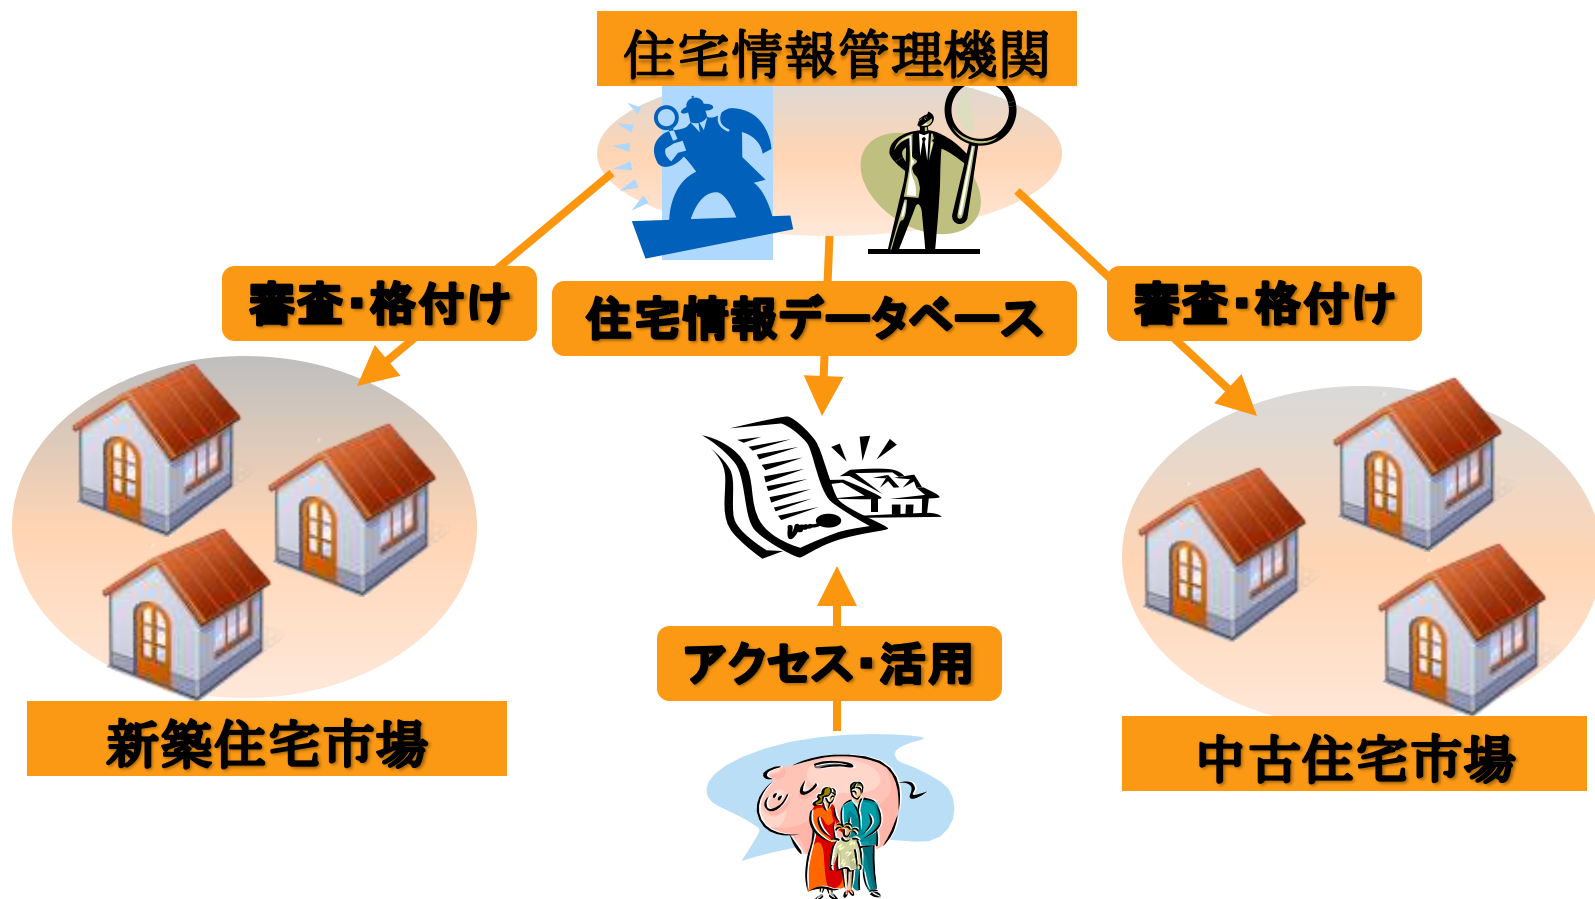 住宅情報管理機関
審査・格付け
住宅情報データベース
審査・格付け
アクセス・活用
新築住宅市場
中古住宅市場